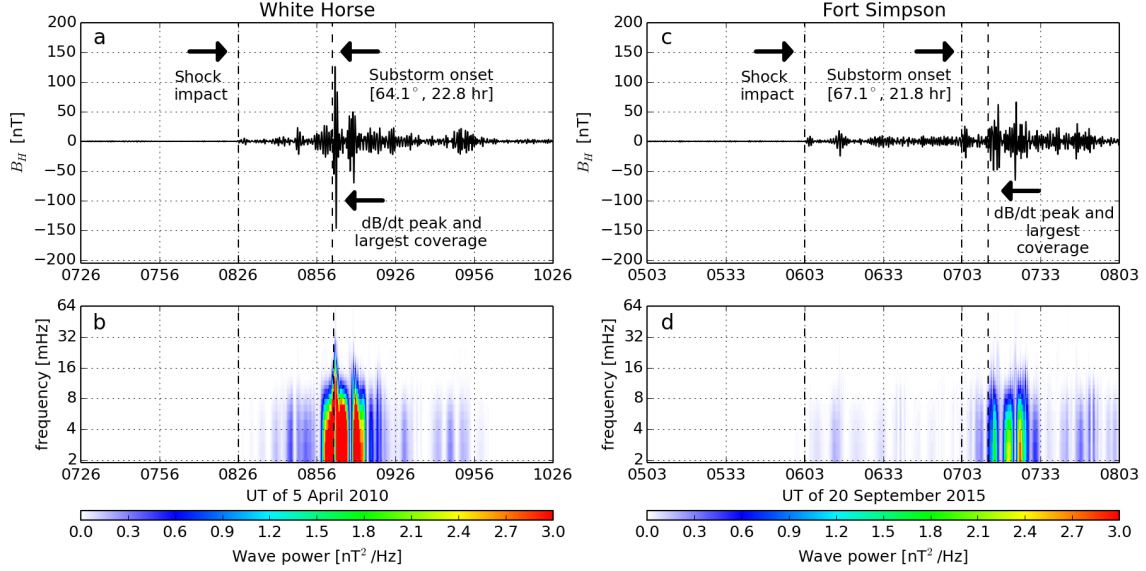 White Horse
a
200
150
100
50
0
−50
−100
−150
−200
B_H [nT]
Shock
impact
Substorm onset
[64.1°, 22.8 hr]
dB/dt peak and
largest coverage
0726 0756 0826 0856 0926 0956 1026
b
64
32
16
8
4
2
frequency [mHz]
0726 0756 0826 0856 0926 0956 1026
UT of 5 April 2010
0.0 0.3 0.6 0.9 1.2 1.5 1.8 2.1 2.4 2.7 3.0
Wave power [nT²/Hz]
Fort Simpson
c
200
150
100
50
0
−50
−100
−150
−200
B_H [nT]
Shock
impact
Substorm onset
[67.1°, 21.8 hr]
dB/dt peak and
largest
coverage
0503 0533 0603 0633 0703 0733 0803
d
64
32
16
8
4
2
frequency [mHz]
0503 0533 0603 0633 0703 0733 0803
UT of 20 September 2015
0.0 0.3 0.6 0.9 1.2 1.5 1.8 2.1 2.4 2.7 3.0
Wave power [nT²/Hz]